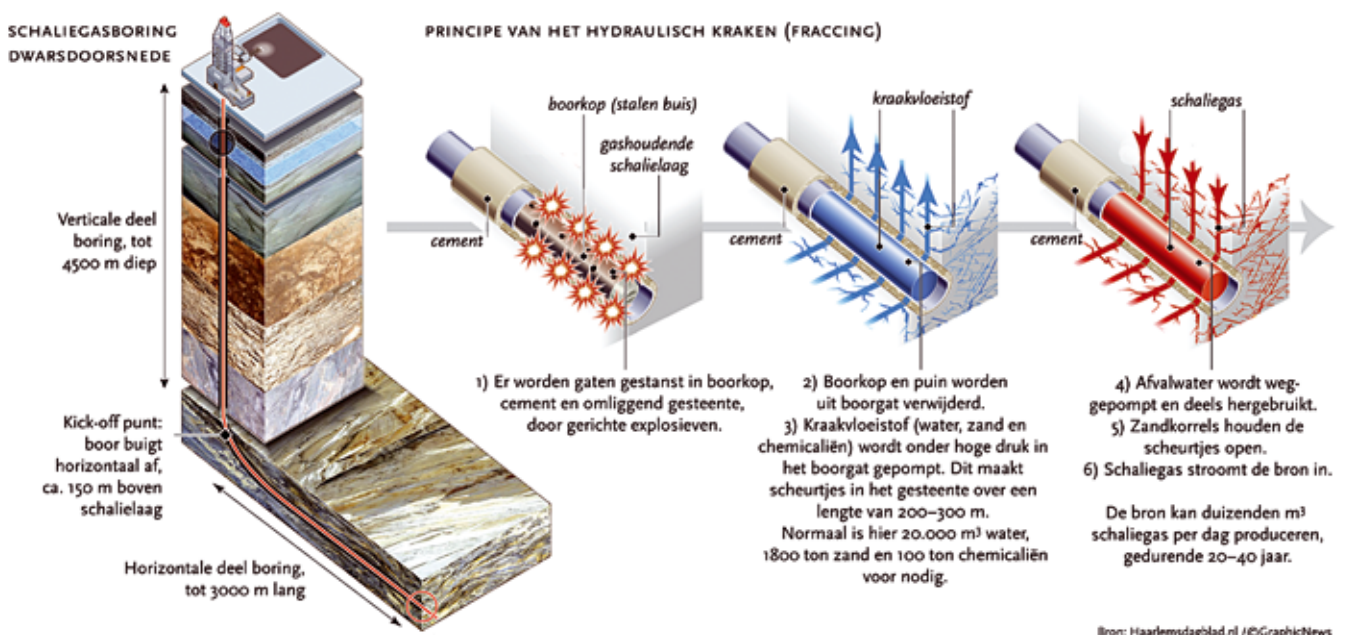 SCHALIEGASBORING
DWARSDOORSNEDE
Verticale deel
boring, tot
4500 m diep
Kick-off punt:
boor buigt
horizontaal af,
ca. 150 m boven
schalielaag
Horizontale deel boring,
tot 3000 m lang
PRINCIPE VAN HET HYDRAULISCH KRAKEN (FRACCING)
boorkop (stalen buis)
gashoudende
schalielaag
cement
1) Er worden gaten gestanst in boorkop,
cement en omliggend gesteente,
door gerichte explosieven.
kraakvloeistof
cement
2) Boorkop en puin worden
uit boorgat verwijderd.
3) Kraakvloeistof (water, zand en
chemicaliën) wordt onder hoge druk in
het boorgat gepompt. Dit maakt
scheurtjes in het gesteente over een
lengte van 200–300 m.
Normaal is hier 20.000 m³ water,
1800 ton zand en 100 ton chemicaliën
voor nodig.
schaliegas
cement
4) Afvalwater wordt weg-
gepompt en deels hergebruikt.
5) Zandkorrels houden de
scheurtjes open.
6) Schaliegas stroomt de bron in.
De bron kan duizenden m³
schaliegas per dag produceren,
gedurende 20–40 jaar.
Bron: Haarlemsdagblad.nl /©GraphicNews